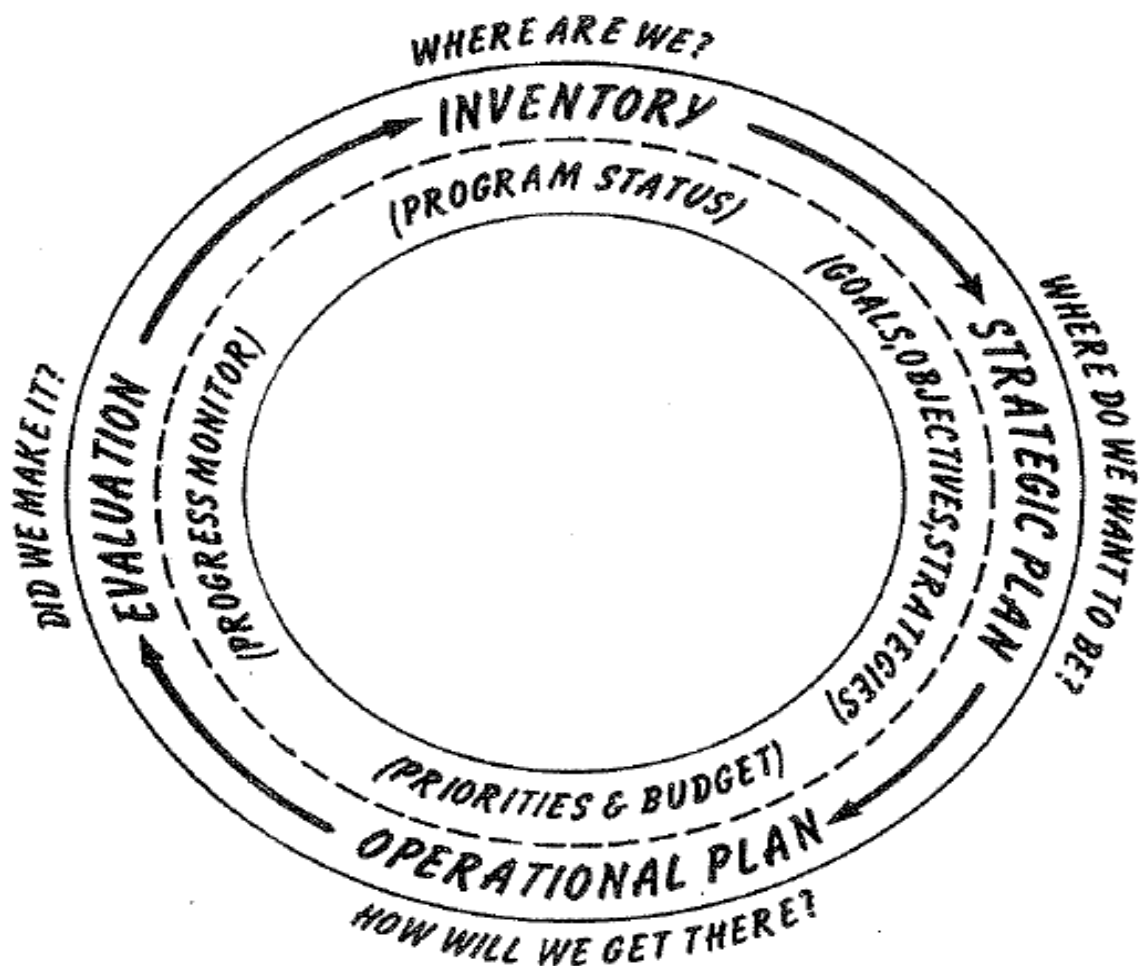 WHERE ARE WE?
INVENTORY
(PROGRAM STATUS)
WHERE DO WE WANT TO BE?
STRATEGIC PLAN
(GOALS, OBJECTIVES, STRATEGIES)
(PRIORITIES & BUDGET)
OPERATIONAL PLAN
HOW WILL WE GET THERE?
DID WE MAKE IT?
EVALUATION
(PROGRESS MONITOR)